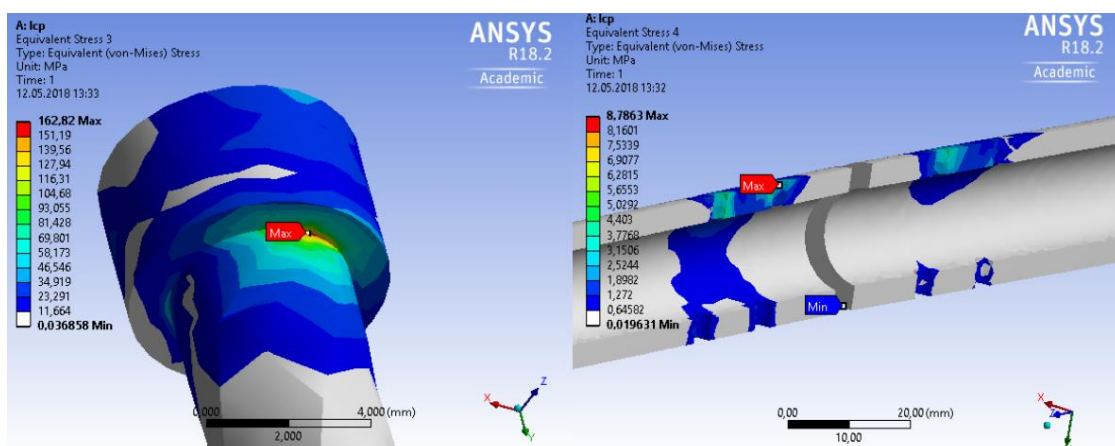 A: lcp
Equivalent Stress 3
Type: Equivalent (von-Mises) Stress
Unit: MPa
Time: 1
12.05.2018 13:33
ANSYS
R18.2
Academic
162,82 Max
151,19
139,56
127,94
116,31
104,68
93,055
81,428
69,801
58,173
46,546
34,919
23,291
11,664
0,036858 Min
Max
0,000
4,000 (mm)
2,000
X
Y
Z
A: lcp
Equivalent Stress 4
Type: Equivalent (von-Mises) Stress
Unit: MPa
Time: 1
12.05.2018 13:32
ANSYS
R18.2
Academic
8,7863 Max
8,1601
7,5339
6,9077
6,2815
5,6553
5,0292
4,403
3,7768
3,1506
2,5244
1,8982
1,272
0,64582
0,019631 Min
Max
Min
0,00
20,00 (mm)
10,00
X
Z